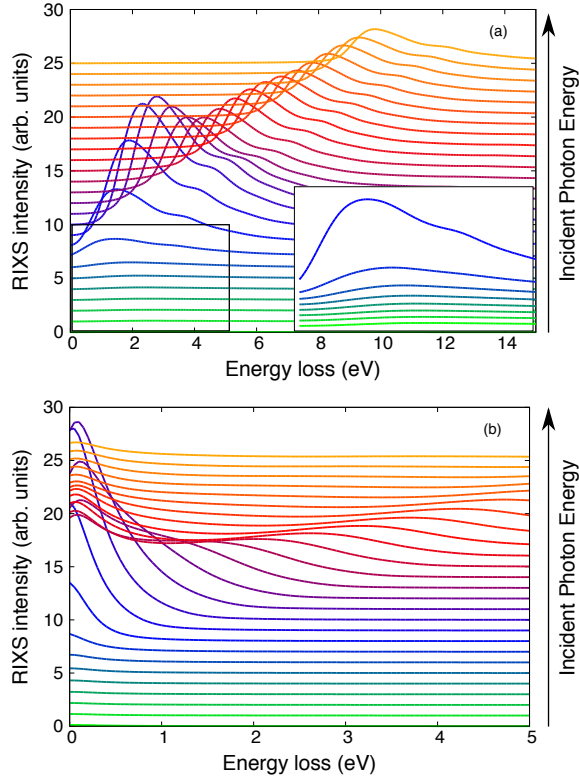 (a)
30
25
20
15
10
5
0
RIXS intensity (arb. units)
0 2 4 6 8 10 12 14
Energy loss (eV)
Incident Photon Energy
(b)
30
25
20
15
10
5
0
RIXS intensity (arb. units)
0 1 2 3 4 5
Energy loss (eV)
Incident Photon Energy